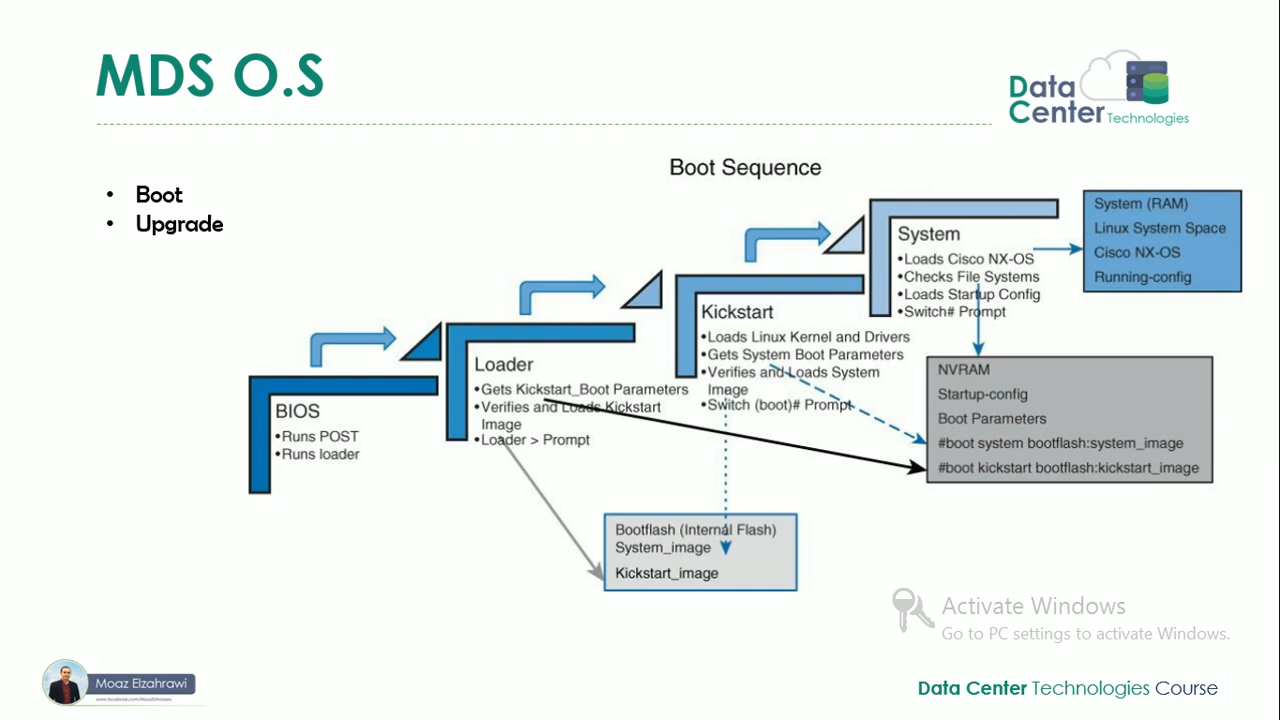 MDS O.S
Data
Center Technologies
• Boot
• Upgrade
Boot Sequence
BIOS
•Runs POST
•Runs loader
Loader
•Gets Kickstart_Boot Parameters
•Verifies and Loads Kickstart
Image
•Loader > Prompt
Kickstart
•Loads Linux Kernel and Drivers
•Gets System Boot Parameters
•Verifies and Loads System
Image
•Switch (boot)# Prompt
System
•Loads Cisco NX-OS
•Checks File Systems
•Loads Startup Config
•Switch# Prompt
System (RAM)
Linux System Space
Cisco NX-OS
Running-config
NVRAM
Startup-config
Boot Parameters
#boot system bootflash:system_image
#boot kickstart bootflash:kickstart_image
Bootflash (Internal Flash)
System_image
Kickstart_image
Activate Windows
Go to PC settings to activate Windows.
Moaz Elzahrawi
Data Center Technologies Course